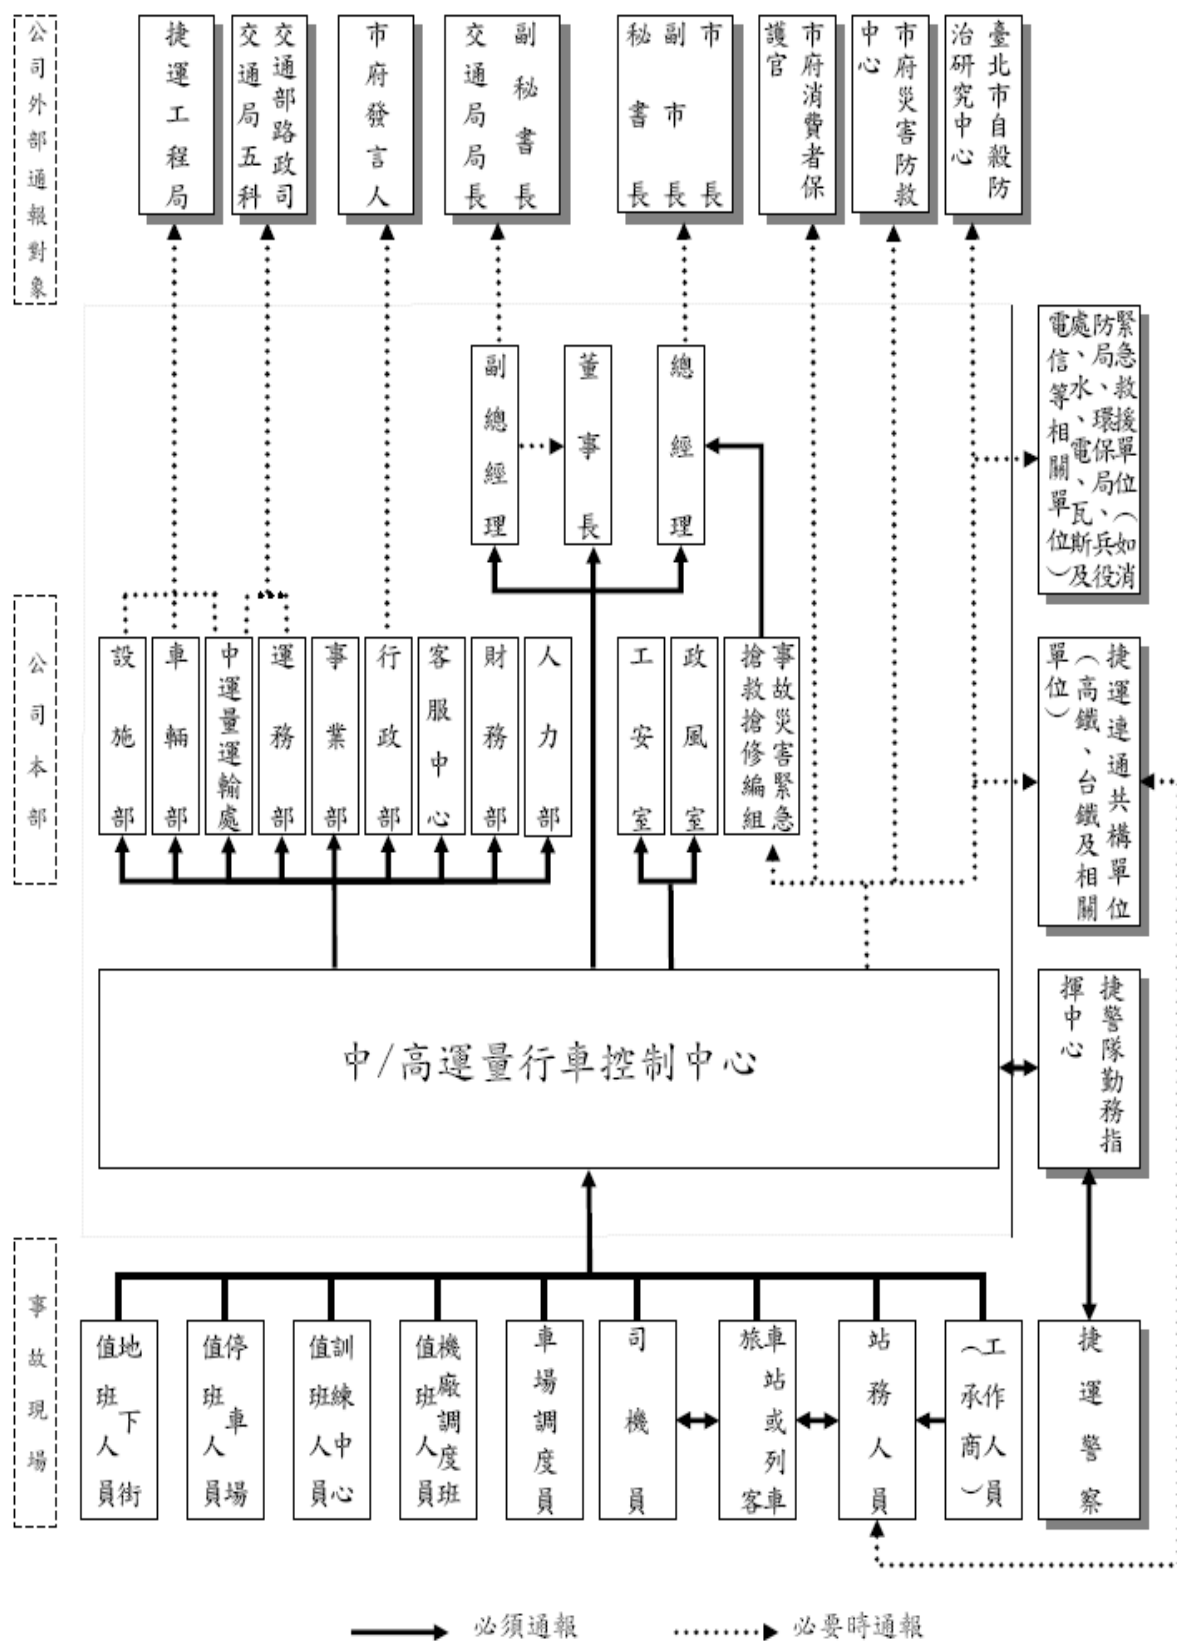 公司外部通報對象
捷運工程局
交通部路政司
交通局五科
市府發言人
副秘書長
交通局局長
市長
副市長
秘書長
市府消費者保
護官
市府災害防救
中心
臺北市自殺防
治研究中心
緊急救援單位（如消
防局、環保局、兵役
處、水、電、瓦斯及
電信等相關單位）
副總經理
董事長
總經理
公司本部
設施部
車輛部
中運量運輸處
運務部
事業部
行政部
客服中心
財務部
人力部
工安室
政風室
事故災害緊急
搶救搶修編組
捷運連通共構單位
（高鐵、台鐵及相關
單位）
中/高運量行車控制中心
捷警隊勤務指
揮中心
事故現場
地下街
值班人員
停車場
值班人員
訓練中心
值班人員
機廠調度班
值班人員
車場調度員
司機員
車站或列車
旅客
站務人員
工作人員
（承商）
捷運警察
必須通報
必要時通報